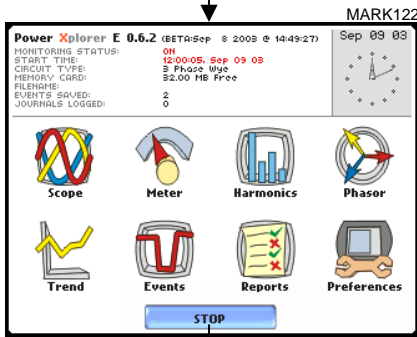 MARK122
Power Xplorer E 0.6.2 (BETA:Sep 8 2003 @ 14:49:27)
Sep 09 03
MONITORING STATUS: ON
START TIME: 12:00:05, Sep 09 03
CIRCUIT TYPE: 3 Phase Wye
MEMORY CARD: 32.00 MB Free
FILENAME:
EVENTS SAVED: 2
JOURNALS LOGGED: 0
Scope Meter Harmonics Phasor
Trend Events Reports Preferences
STOP